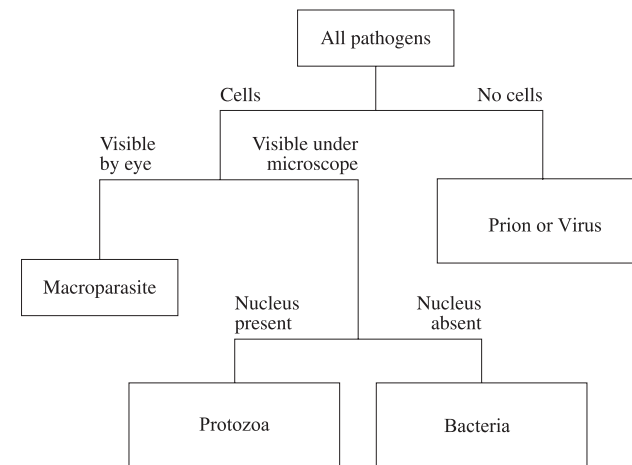 All pathogens
Cells
No cells
Visible
by eye
Visible under
microscope
Prion or Virus
Macroparasite
Nucleus
present
Nucleus
absent
Protozoa
Bacteria